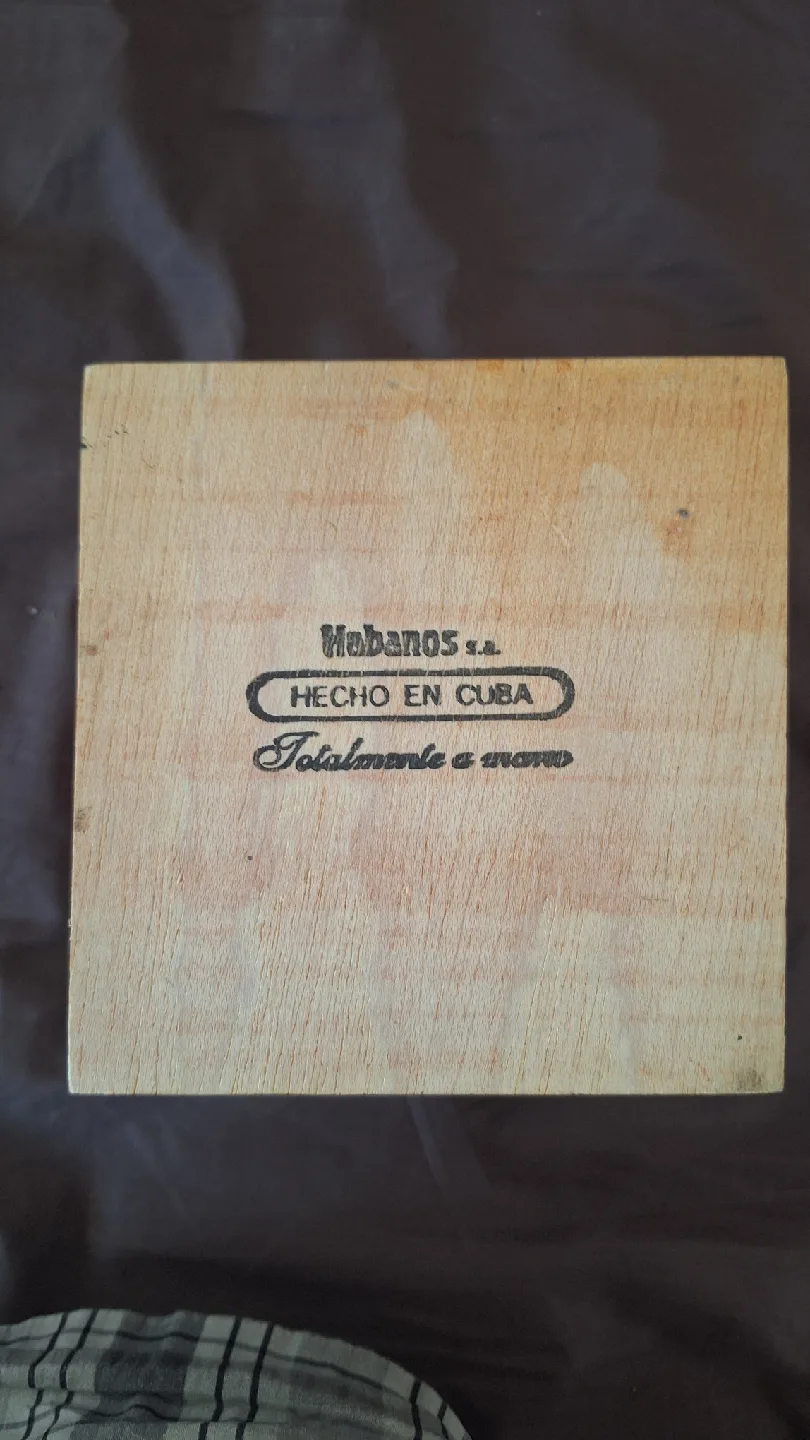 Habanos s.a.
HECHO EN CUBA
Totalmente a mano